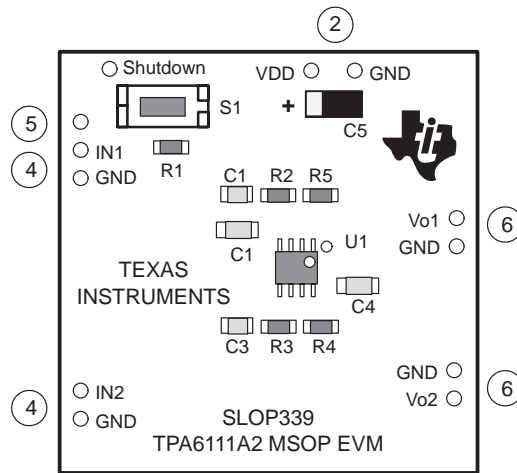 2
Shutdown
VDD
GND
S1
+
C5
5
4
IN1
GND
R1
C1
R2
R5
Vo1
GND
6
C1
U1
TEXAS
INSTRUMENTS
C4
C3
R3
R4
GND
Vo2
6
4
IN2
GND
SLOP339
TPA6111A2 MSOP EVM